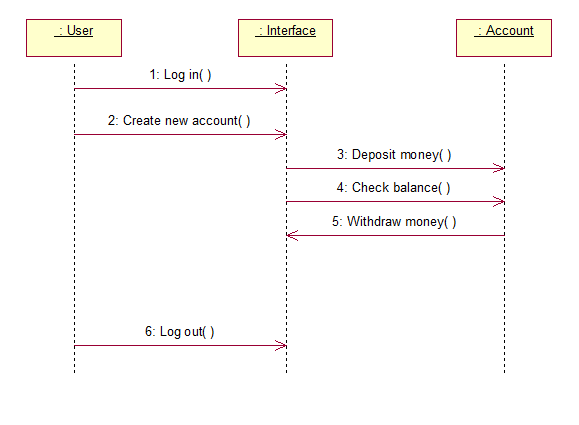 : User
: Interface
: Account
1: Log in( )
2: Create new account( )
3: Deposit money( )
4: Check balance( )
5: Withdraw money( )
6: Log out( )